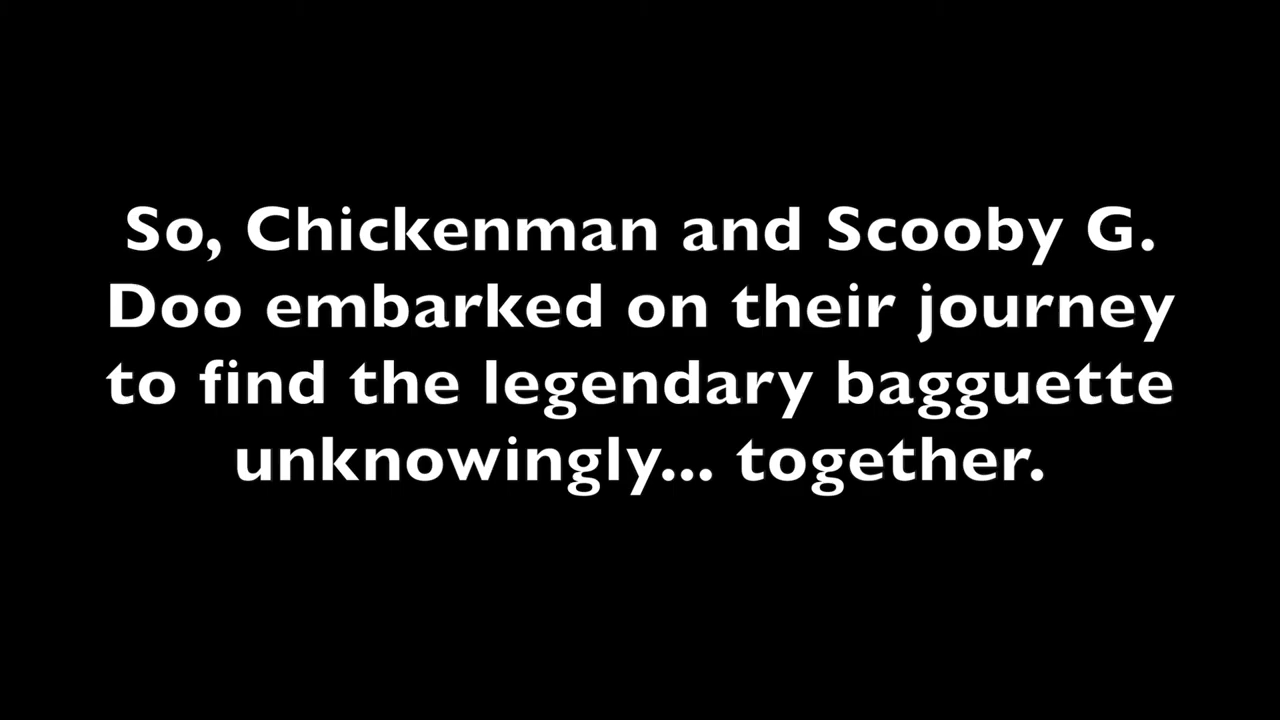 So, Chickenman and Scooby G.
Doo embarked on their journey
to find the legendary bagguette
unknowingly... together.